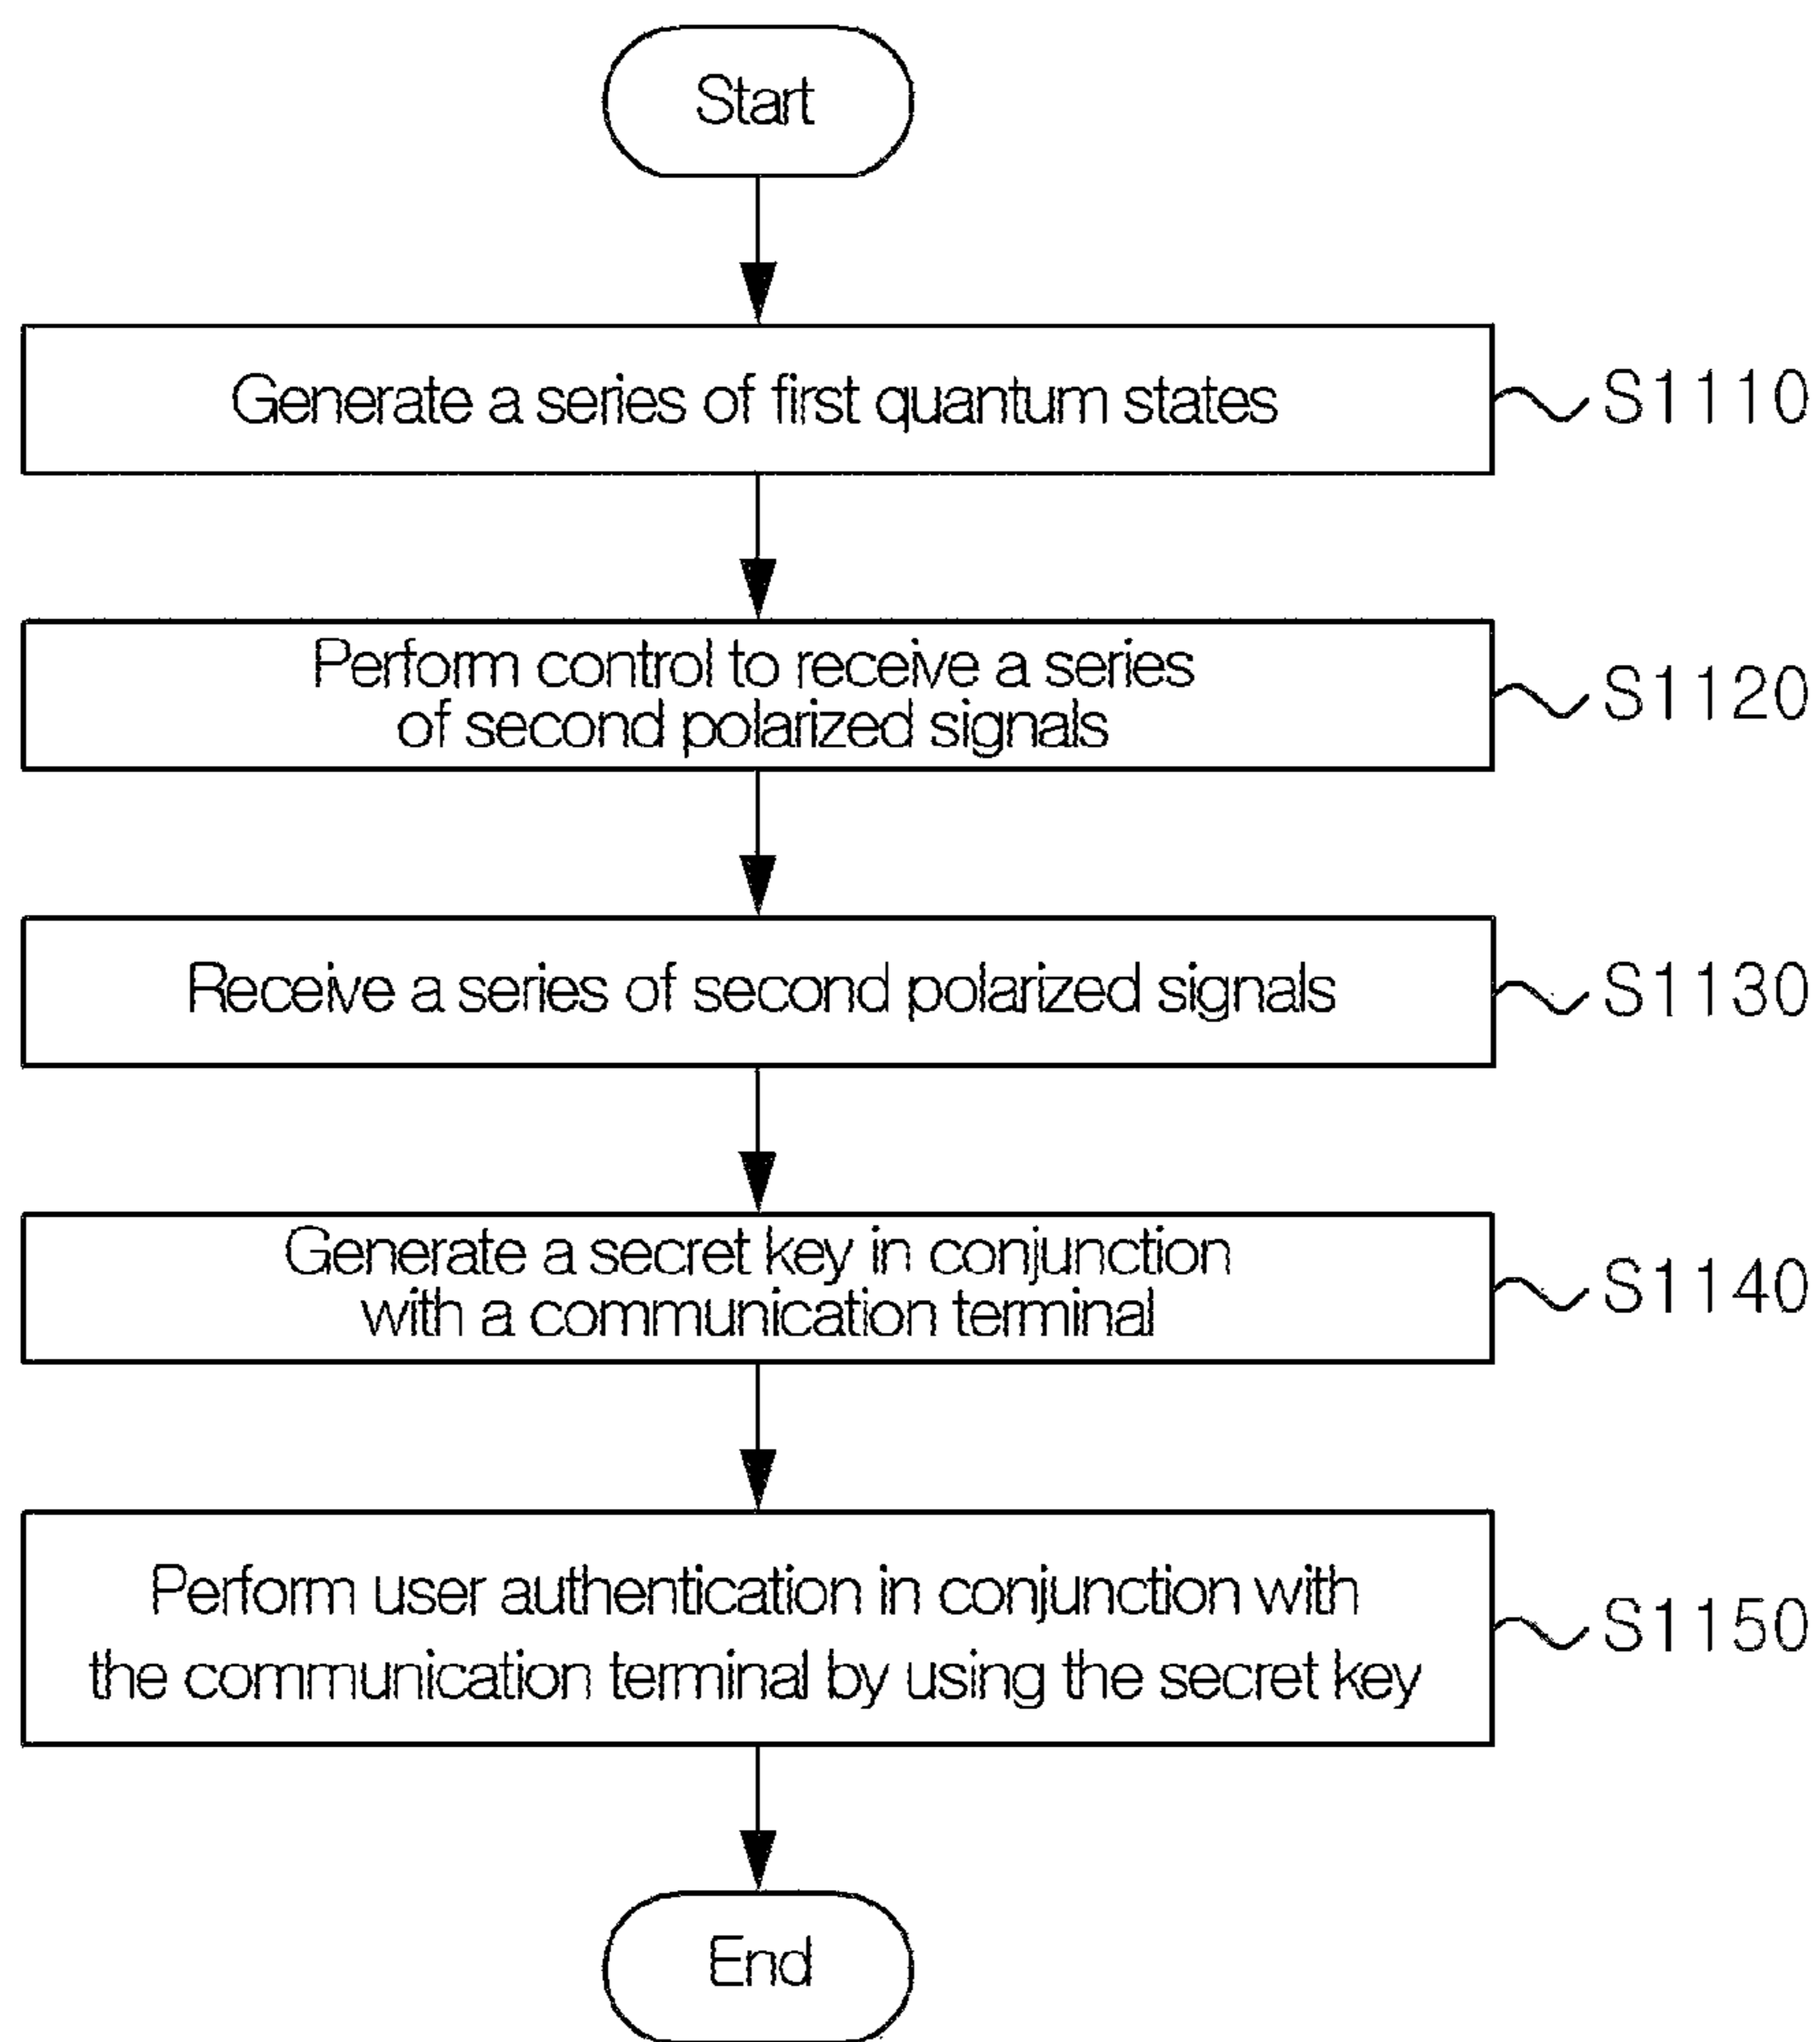 Start
Generate a series of first quantum states
S1110
Perform control to receive a series
of second polarized signals
S1120
Receive a series of second polarized signals
S1130
Generate a secret key in conjunction
with a communication terminal
S1140
Perform user authentication in conjunction with
the communication terminal by using the secret key
S1150
End